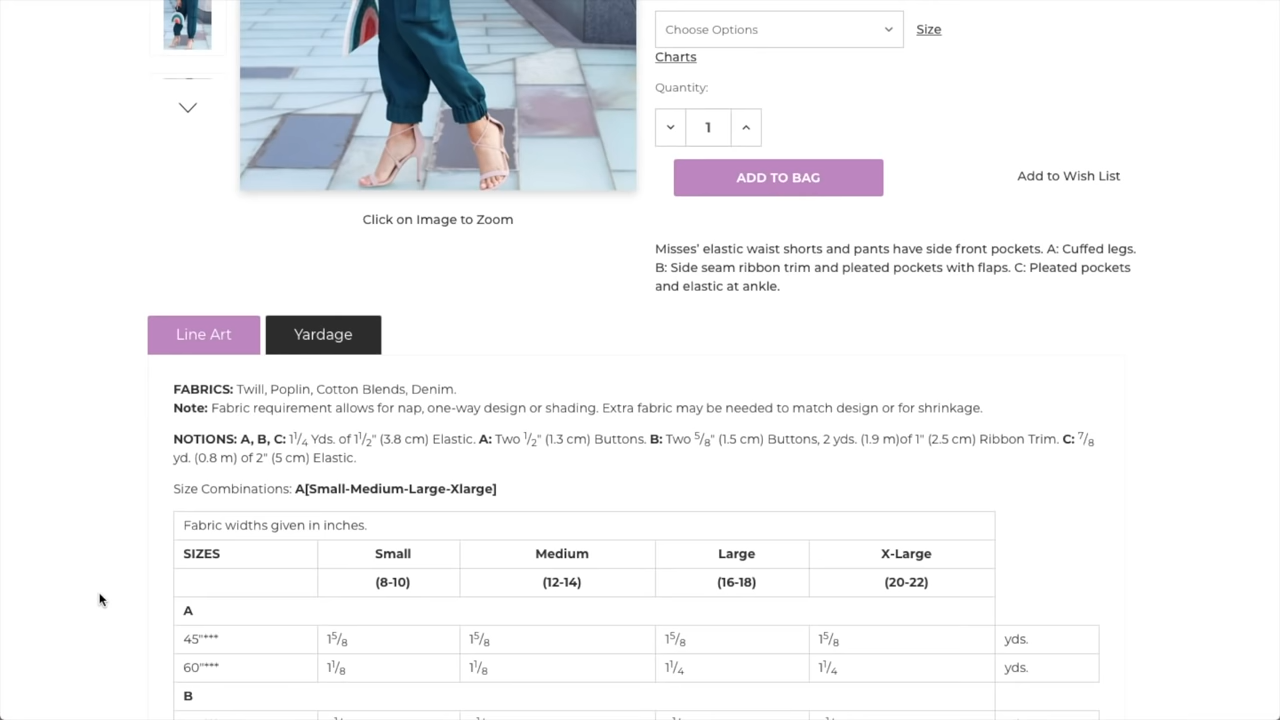 Choose Options
Size
Charts
Quantity:
1
ADD TO BAG
Add to Wish List
Click on Image to Zoom
Misses’ elastic waist shorts and pants have side front pockets. A: Cuffed legs.
B: Side seam ribbon trim and pleated pockets with flaps. C: Pleated pockets
and elastic at ankle.
Line Art
Yardage
FABRICS: Twill, Poplin, Cotton Blends, Denim.
Note: Fabric requirement allows for nap, one-way design or shading. Extra fabric may be needed to match design or for shrinkage.
NOTIONS: A, B, C: 1 1/4 Yds. of 1 1/2" (3.8 cm) Elastic. A: Two 1/2" (1.3 cm) Buttons. B: Two 5/8" (1.5 cm) Buttons, 2 yds. (1.9 m)of 1" (2.5 cm) Ribbon Trim. C: 7/8
yd. (0.8 m) of 2" (5 cm) Elastic.
Size Combinations: A[Small-Medium-Large-Xlarge]
Fabric widths given in inches.
SIZES Small Medium Large X-Large
(8-10) (12-14) (16-18) (20-22)
A
45"*** 1 5/8 1 5/8 1 5/8 1 5/8 yds.
60"*** 1 1/8 1 1/8 1 1/4 1 1/4 yds.
B